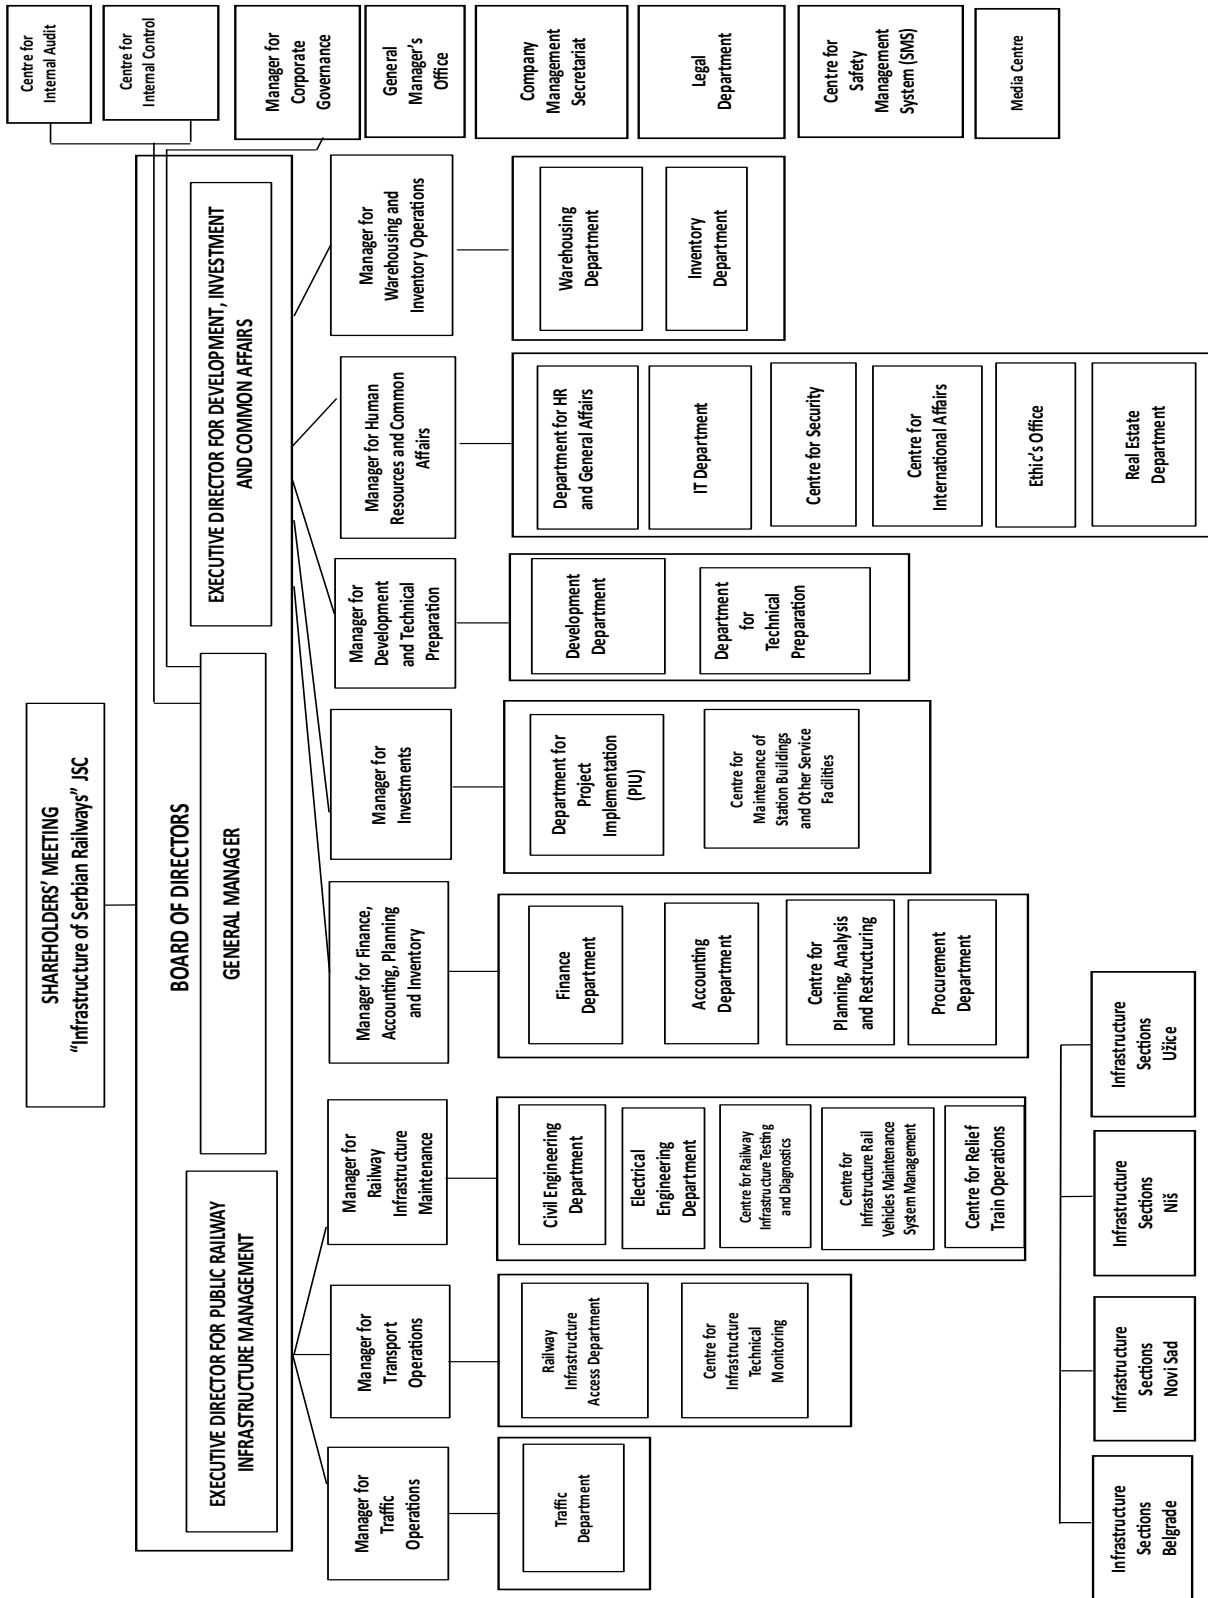 SHAREHOLDERS' MEETING
"Infrastructure of Serbian Railways" JSC
BOARD OF DIRECTORS
EXECUTIVE DIRECTOR FOR PUBLIC RAILWAY
INFRASTRUCTURE MANAGEMENT
GENERAL MANAGER
EXECUTIVE DIRECTOR FOR DEVELOPMENT, INVESTMENT
AND COMMON AFFAIRS
Centre for
Internal Audit
Centre for
Internal Control
Manager for
Corporate
Governance
General
Manager's
Office
Company
Management
Secretariat
Legal
Department
Centre for
Safety
Management
System (SMS)
Media Centre
Manager for
Traffic
Operations
Manager for
Transport
Operations
Manager for
Railway
Infrastructure
Maintenance
Manager for Finance,
Accounting, Planning
and Inventory
Manager for
Investments
Manager for
Development
and Technical
Preparation
Manager for Human
Resources and Common
Affairs
Manager for
Warehousing and
Inventory Operations
Traffic
Department
Railway
Infrastructure
Access Department
Centre for
Infrastructure
Technical
Monitoring
Civil Engineering
Department
Electrical
Engineering
Department
Centre for Railway
Infrastructure Testing
and Diagnostics
Centre for
Infrastructure Rail
Vehicles Maintenance
System Management
Centre for Relief
Train Operations
Finance
Department
Accounting
Department
Centre for
Planning, Analysis
and Restructuring
Procurement
Department
Department for
Project
Implementation
(PIU)
Centre for
Maintenance of
Station Buildings
and Other Service
Facilities
Development
Department
Department
for
Technical
Preparation
Department for HR
and General Affairs
IT Department
Centre for Security
Centre for
International Affairs
Ethic's Office
Real Estate
Department
Warehousing
Department
Inventory
Department
Infrastructure
Sections
Belgrade
Infrastructure
Sections
Novi Sad
Infrastructure
Sections
Niš
Infrastructure
Sections
Užice